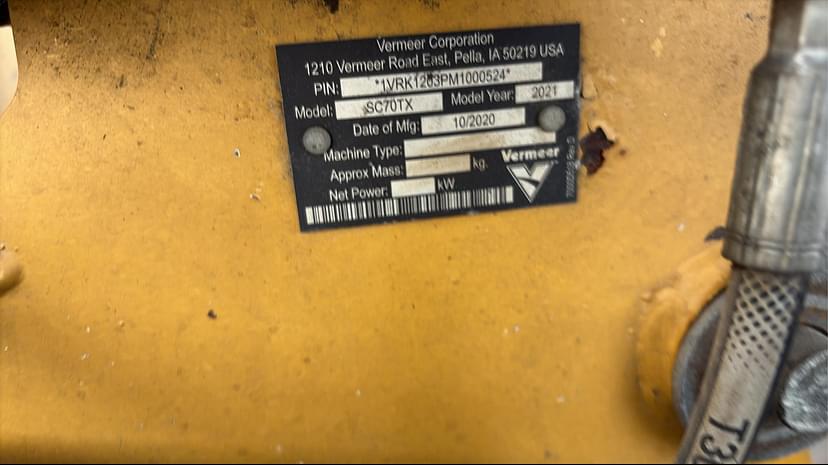 Vermeer Corporation
1210 Vermeer Road East, Pella, IA 50219 USA
PIN: *1VRK1203PM1000524*
Model: SC70TX Model Year: 2021
Date of Mfg: 10/2020
Machine Type:
Approx Mass: kg.
Net Power: kW
Vermeer